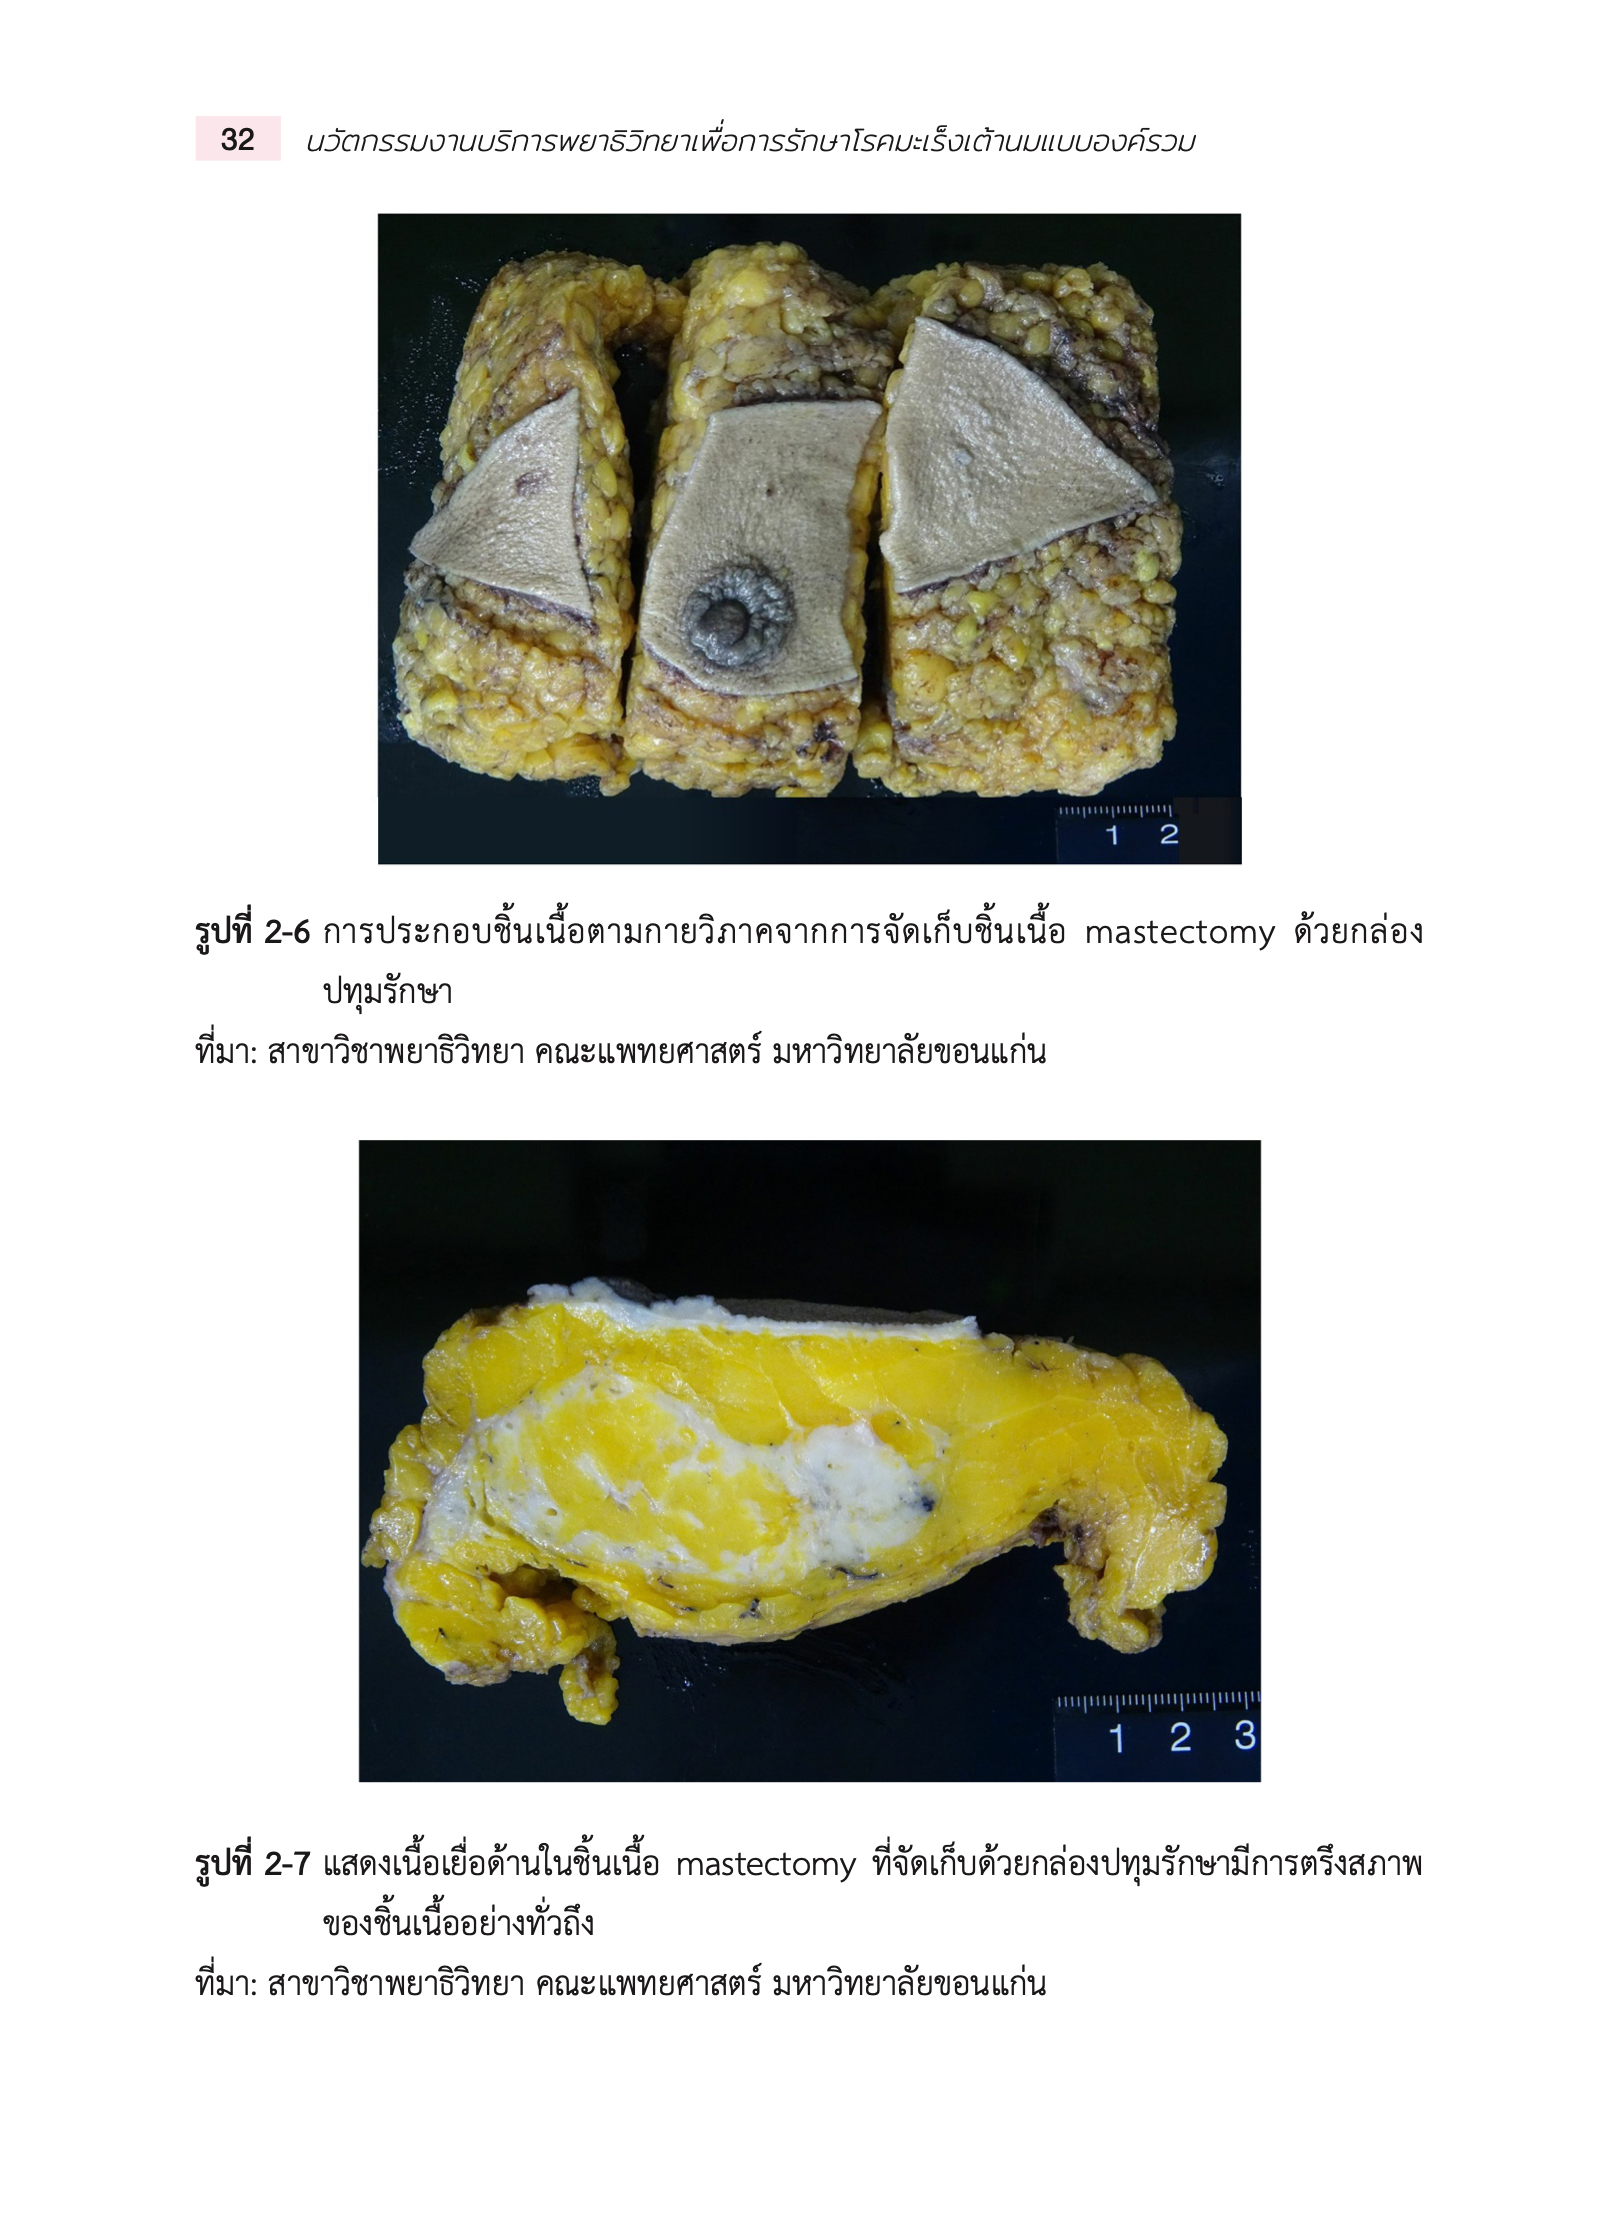 32 นวัตกรรมงานบริการพยาธิวิทยาเพื่อการรักษาโรคมะเร็งเต้านมแบบองค์รวม
1 2
รูปที่ 2-6 การประกอบชิ้นเนื้อตามกายวิภาคจากการจัดเก็บชิ้นเนื้อ mastectomy ด้วยกล่อง
ปทุมรักษา
ที่มา: สาขาวิชาพยาธิวิทยา คณะแพทยศาสตร์ มหาวิทยาลัยขอนแก่น
1 2 3
รูปที่ 2-7 แสดงเนื้อเยื่อด้านในชิ้นเนื้อ mastectomy ที่จัดเก็บด้วยกล่องปทุมรักษามีการตรึงสภาพ
ของชิ้นเนื้ออย่างทั่วถึง
ที่มา: สาขาวิชาพยาธิวิทยา คณะแพทยศาสตร์ มหาวิทยาลัยขอนแก่น